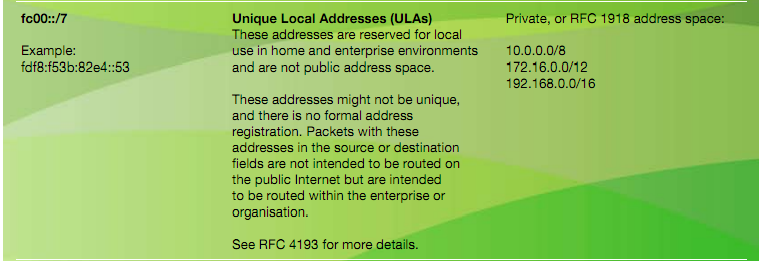 fc00::/7
Example:
fdf8:f53b:82e4::53
Unique Local Addresses (ULAs)
These addresses are reserved for local
use in home and enterprise environments
and are not public address space.
These addresses might not be unique,
and there is no formal address
registration. Packets with these
addresses in the source or destination
fields are not intended to be routed on
the public Internet but are intended
to be routed within the enterprise or
organisation.
See RFC 4193 for more details.
Private, or RFC 1918 address space:
10.0.0.0/8
172.16.0.0/12
192.168.0.0/16